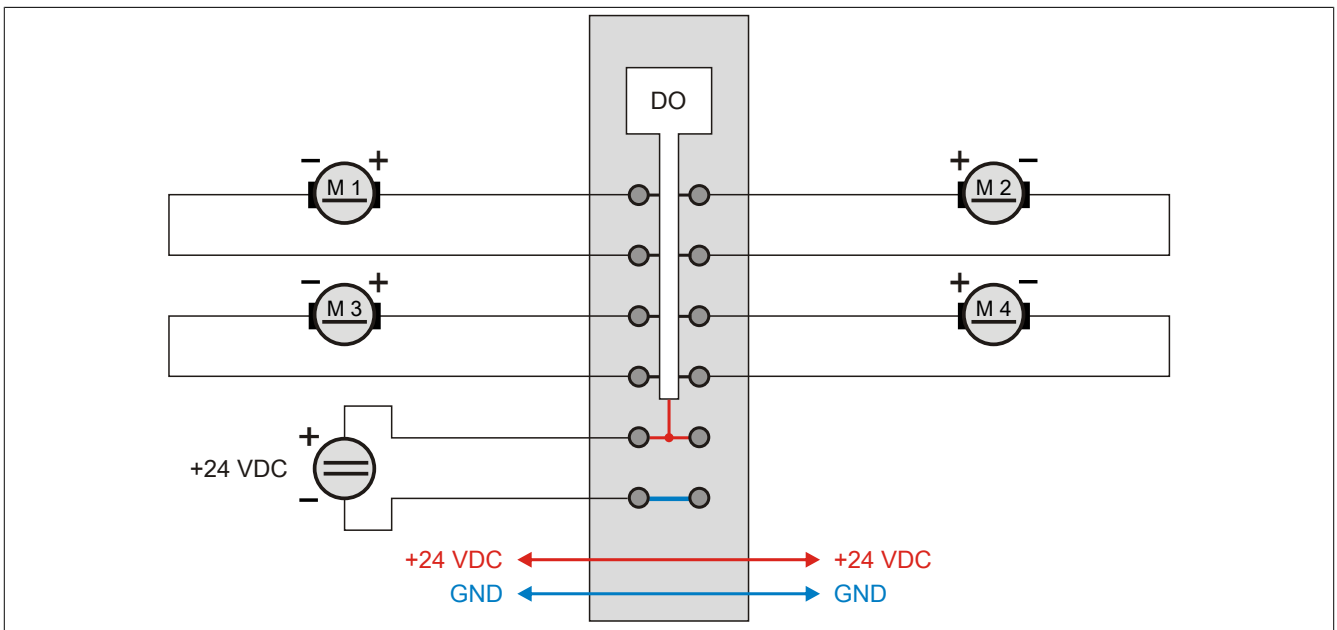 DO
− +
M 1
+ −
M 2
− +
M 3
+ −
M 4
+
+24 VDC
−
+24 VDC
+24 VDC
GND
GND